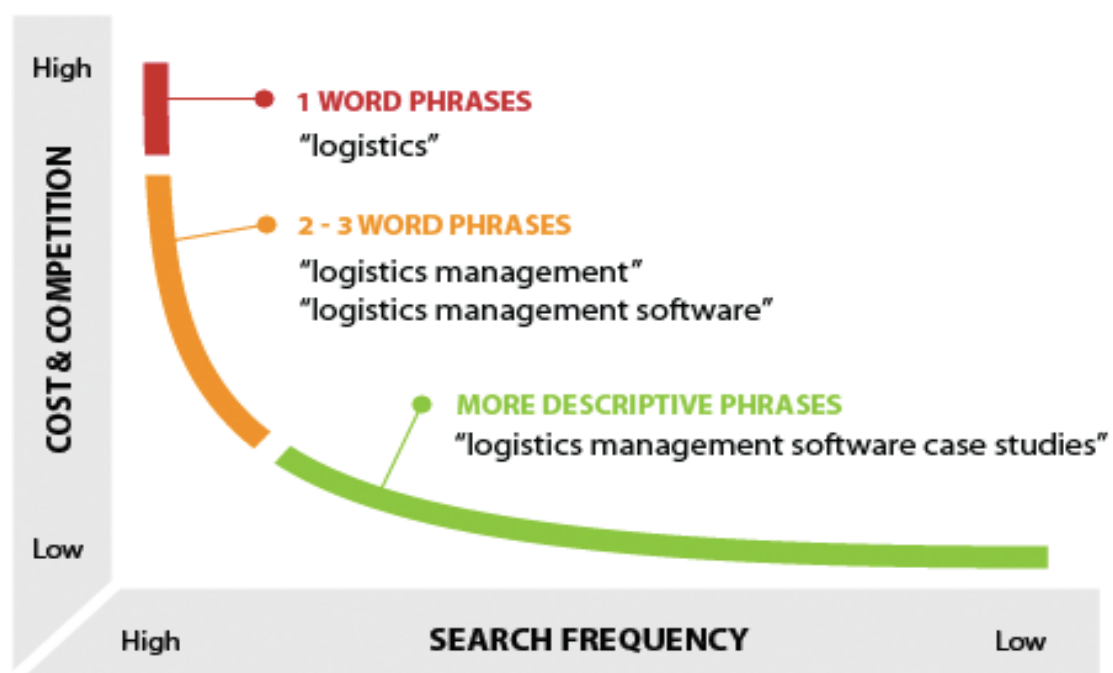 High
COST & COMPETITION
Low
1 WORD PHRASES
“logistics”
2 - 3 WORD PHRASES
“logistics management”
“logistics management software”
MORE DESCRIPTIVE PHRASES
“logistics management software case studies”
High
SEARCH FREQUENCY
Low